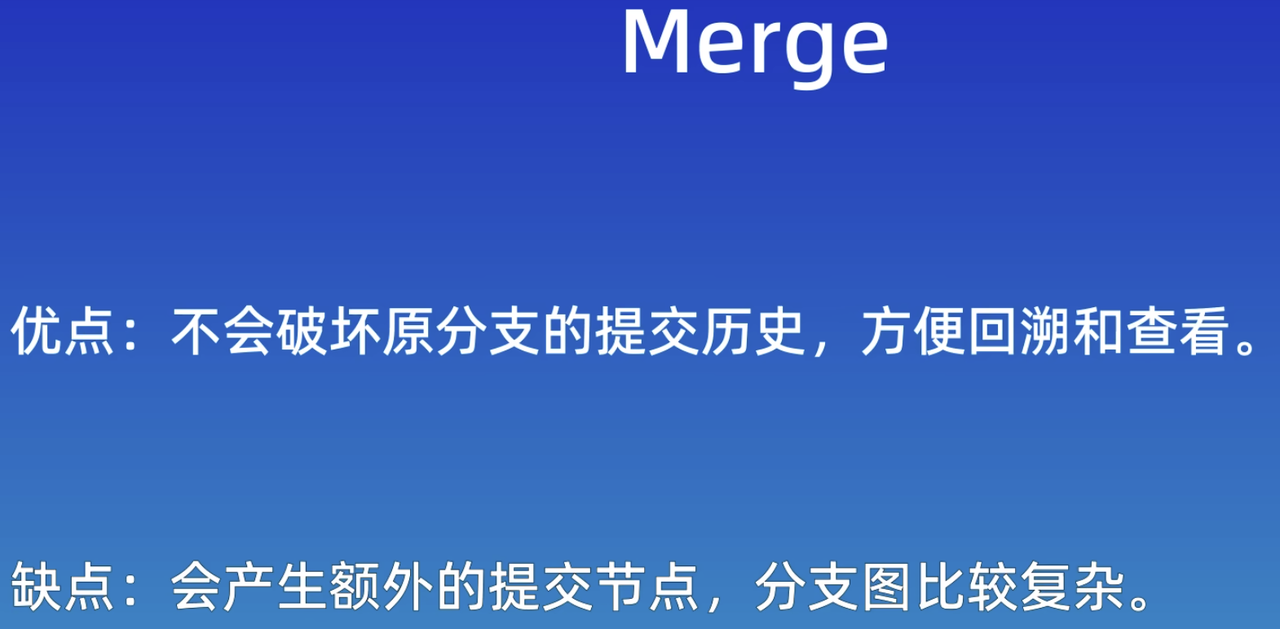 Merge
优点：不会破坏原分支的提交历史，方便回溯和查看。
缺点：会产生额外的提交节点，分支图比较复杂。